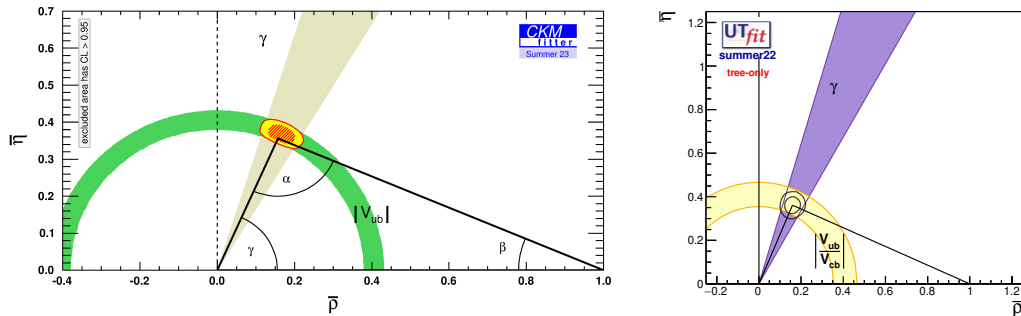 excluded area has CL > 0.95
γ
CKM
fitter
Summer 23
α
|V_ub|
γ
β
η̅
0.7
0.6
0.5
0.4
0.3
0.2
0.1
0.0
-0.4
-0.2
0.0
0.2
0.4
0.6
0.8
1.0
ρ̅
UTfit
summer22
tree-only
γ
|V_ub/V_cb|
η̅
1.2
1
0.8
0.6
0.4
0.2
0
−0.2
0
0.2
0.4
0.6
0.8
1
1.2
ρ̅